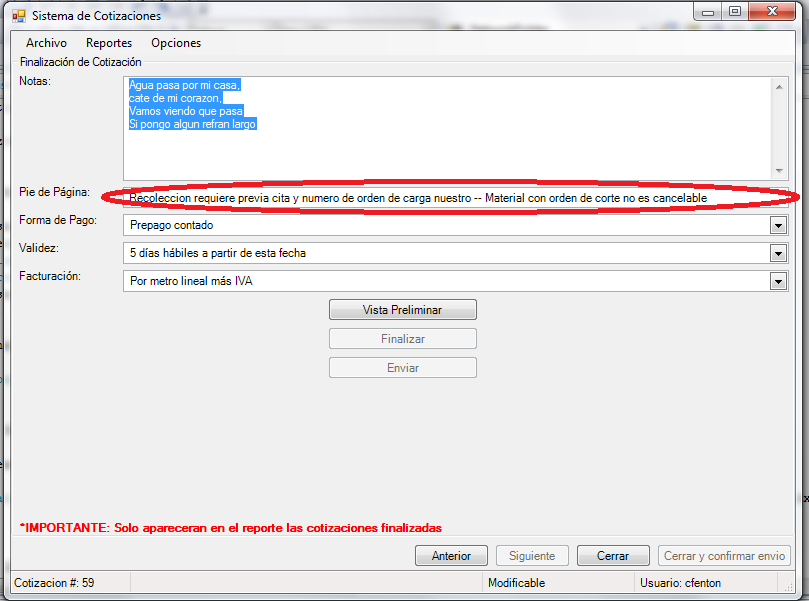 Sistema de Cotizaciones
Archivo Reportes Opciones
Finalización de Cotización
Notas:
Agua pasa por mi casa,
cate de mi corazon,
Vamos viendo que pasa
Si pongo algun refran largo
Pie de Página:
Recoleccion requiere previa cita y numero de orden de carga nuestro -- Material con orden de corte no es cancelable
Forma de Pago:
Prepago contado
Validez:
5 días hábiles a partir de esta fecha
Facturación:
Por metro lineal más IVA
Vista Preliminar
Finalizar
Enviar
*IMPORTANTE: Solo apareceran en el reporte las cotizaciones finalizadas
Anterior Siguiente Cerrar Cerrar y confirmar envio
Cotizacion #: 59 Modificable Usuario: cfenton